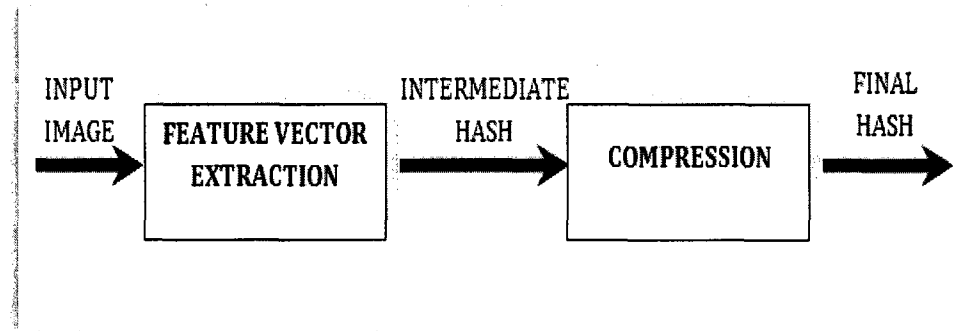 INPUT
IMAGE
FEATURE VECTOR
EXTRACTION
INTERMEDIATE
HASH
COMPRESSION
FINAL
HASH